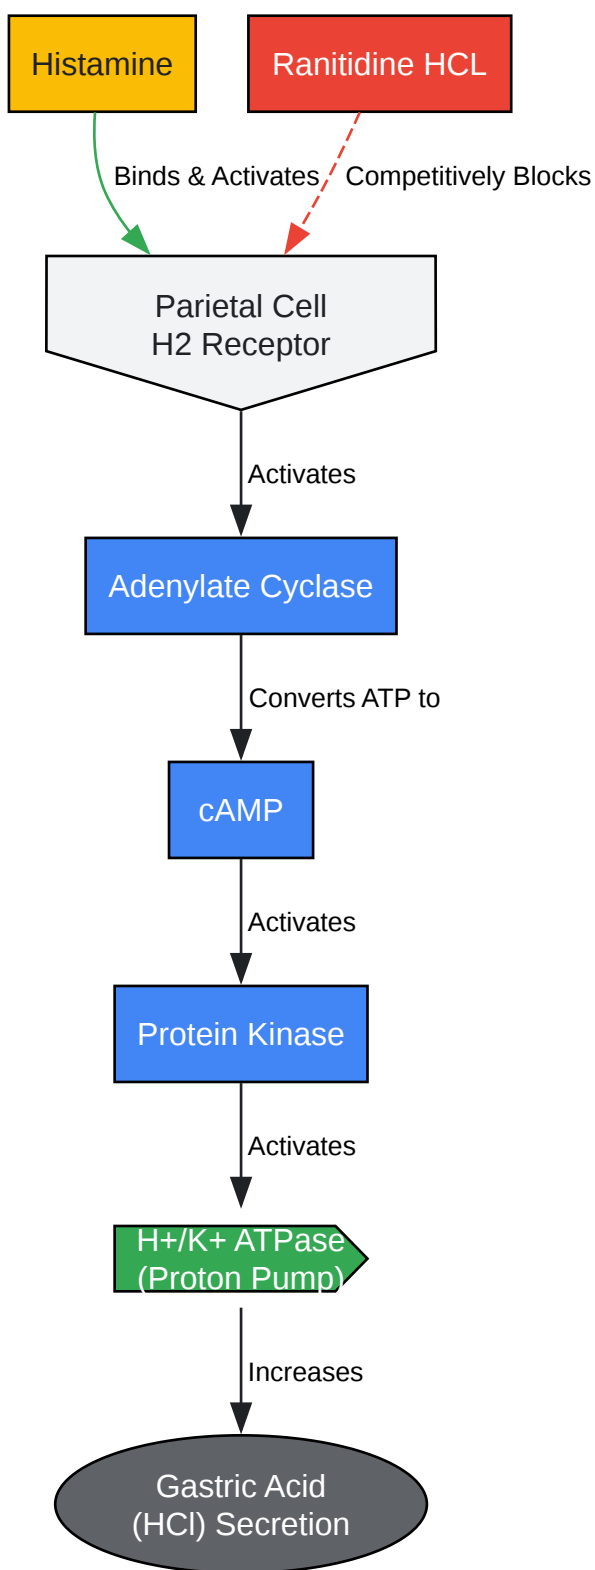 Histamine
Ranitidine HCL
Binds & Activates
Competitively Blocks
Parietal Cell
H2 Receptor
Activates
Adenylate Cyclase
Converts ATP to
cAMP
Activates
Protein Kinase
Activates
H+/K+ ATPase
(Proton Pump)
Increases
Gastric Acid
(HCl) Secretion